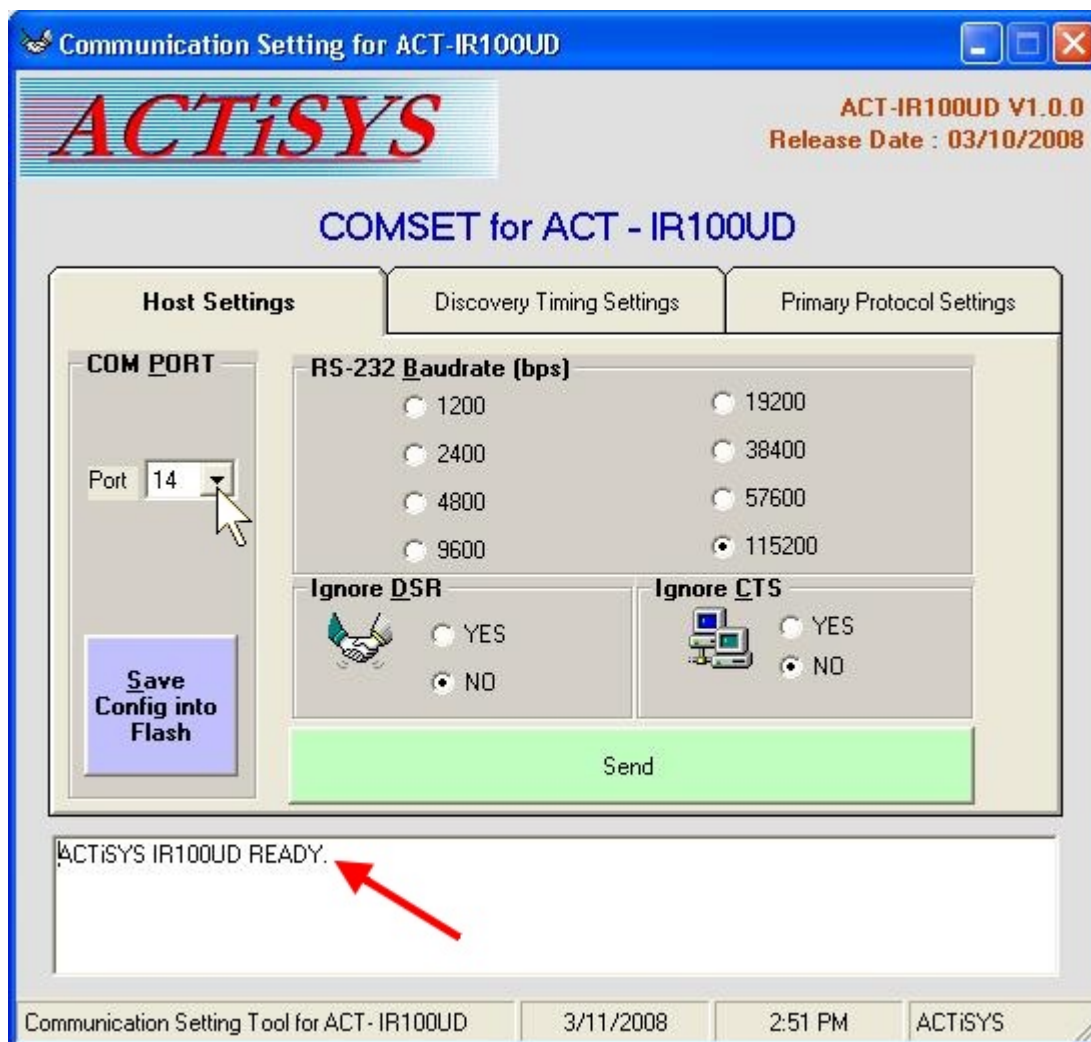 Communication Setting for ACT-IR100UD
ACTiSYS
ACT-IR100UD V1.0.0
Release Date : 03/10/2008
COMSET for ACT - IR100UD
Host Settings
Discovery Timing Settings
Primary Protocol Settings
COM PORT
Port 14
Save
Config into
Flash
RS-232 Baudrate (bps)
1200
2400
4800
9600
19200
38400
57600
115200
Ignore DSR
YES
NO
Ignore CTS
YES
NO
Send
ACTiSYS IR100UD READY.
Communication Setting Tool for ACT- IR100UD
3/11/2008
2:51 PM
ACTiSYS